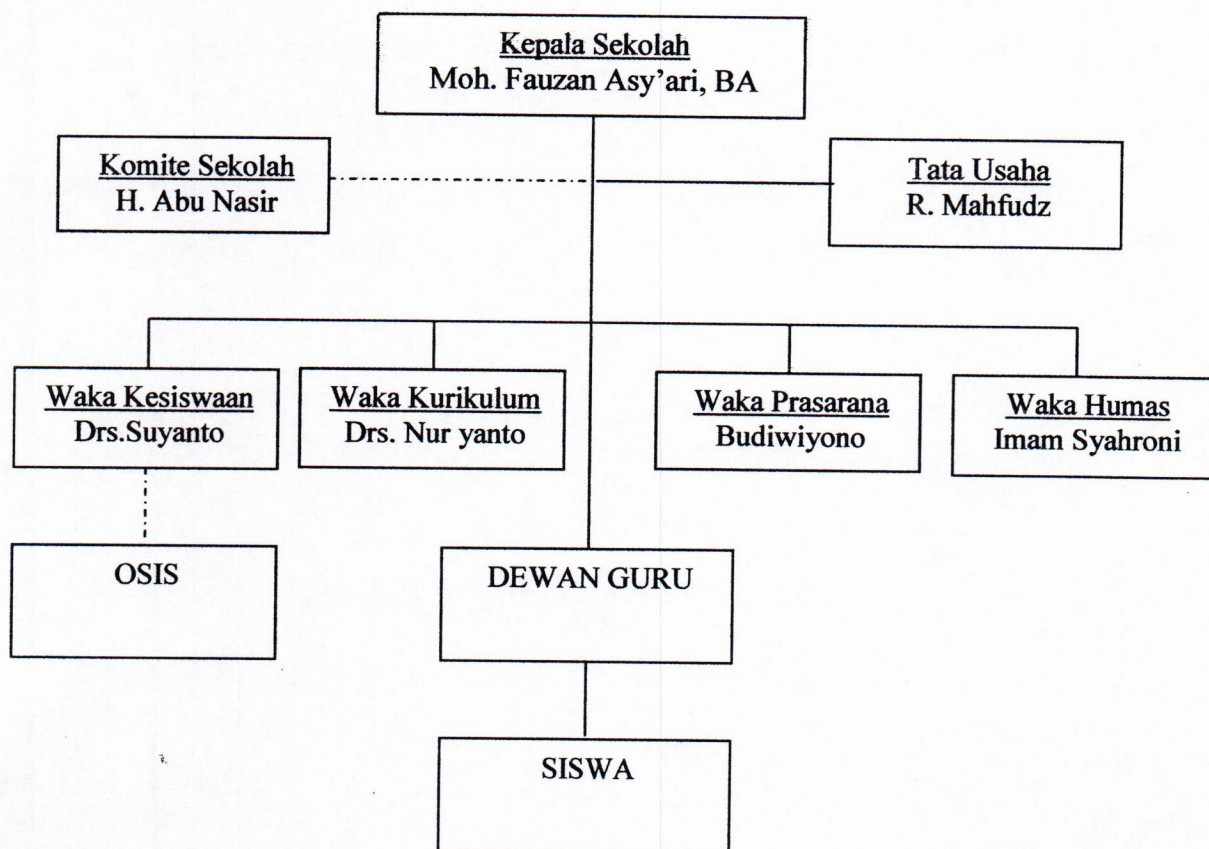 Kepala Sekolah
Moh. Fauzan Asy'ari, BA
Komite Sekolah
H. Abu Nasir
Tata Usaha
R. Mahfudz
Waka Kesiswaan
Drs.Suyanto
Waka Kurikulum
Drs. Nur yanto
Waka Prasarana
Budiwiyono
Waka Humas
Imam Syahroni
OSIS
DEWAN GURU
SISWA